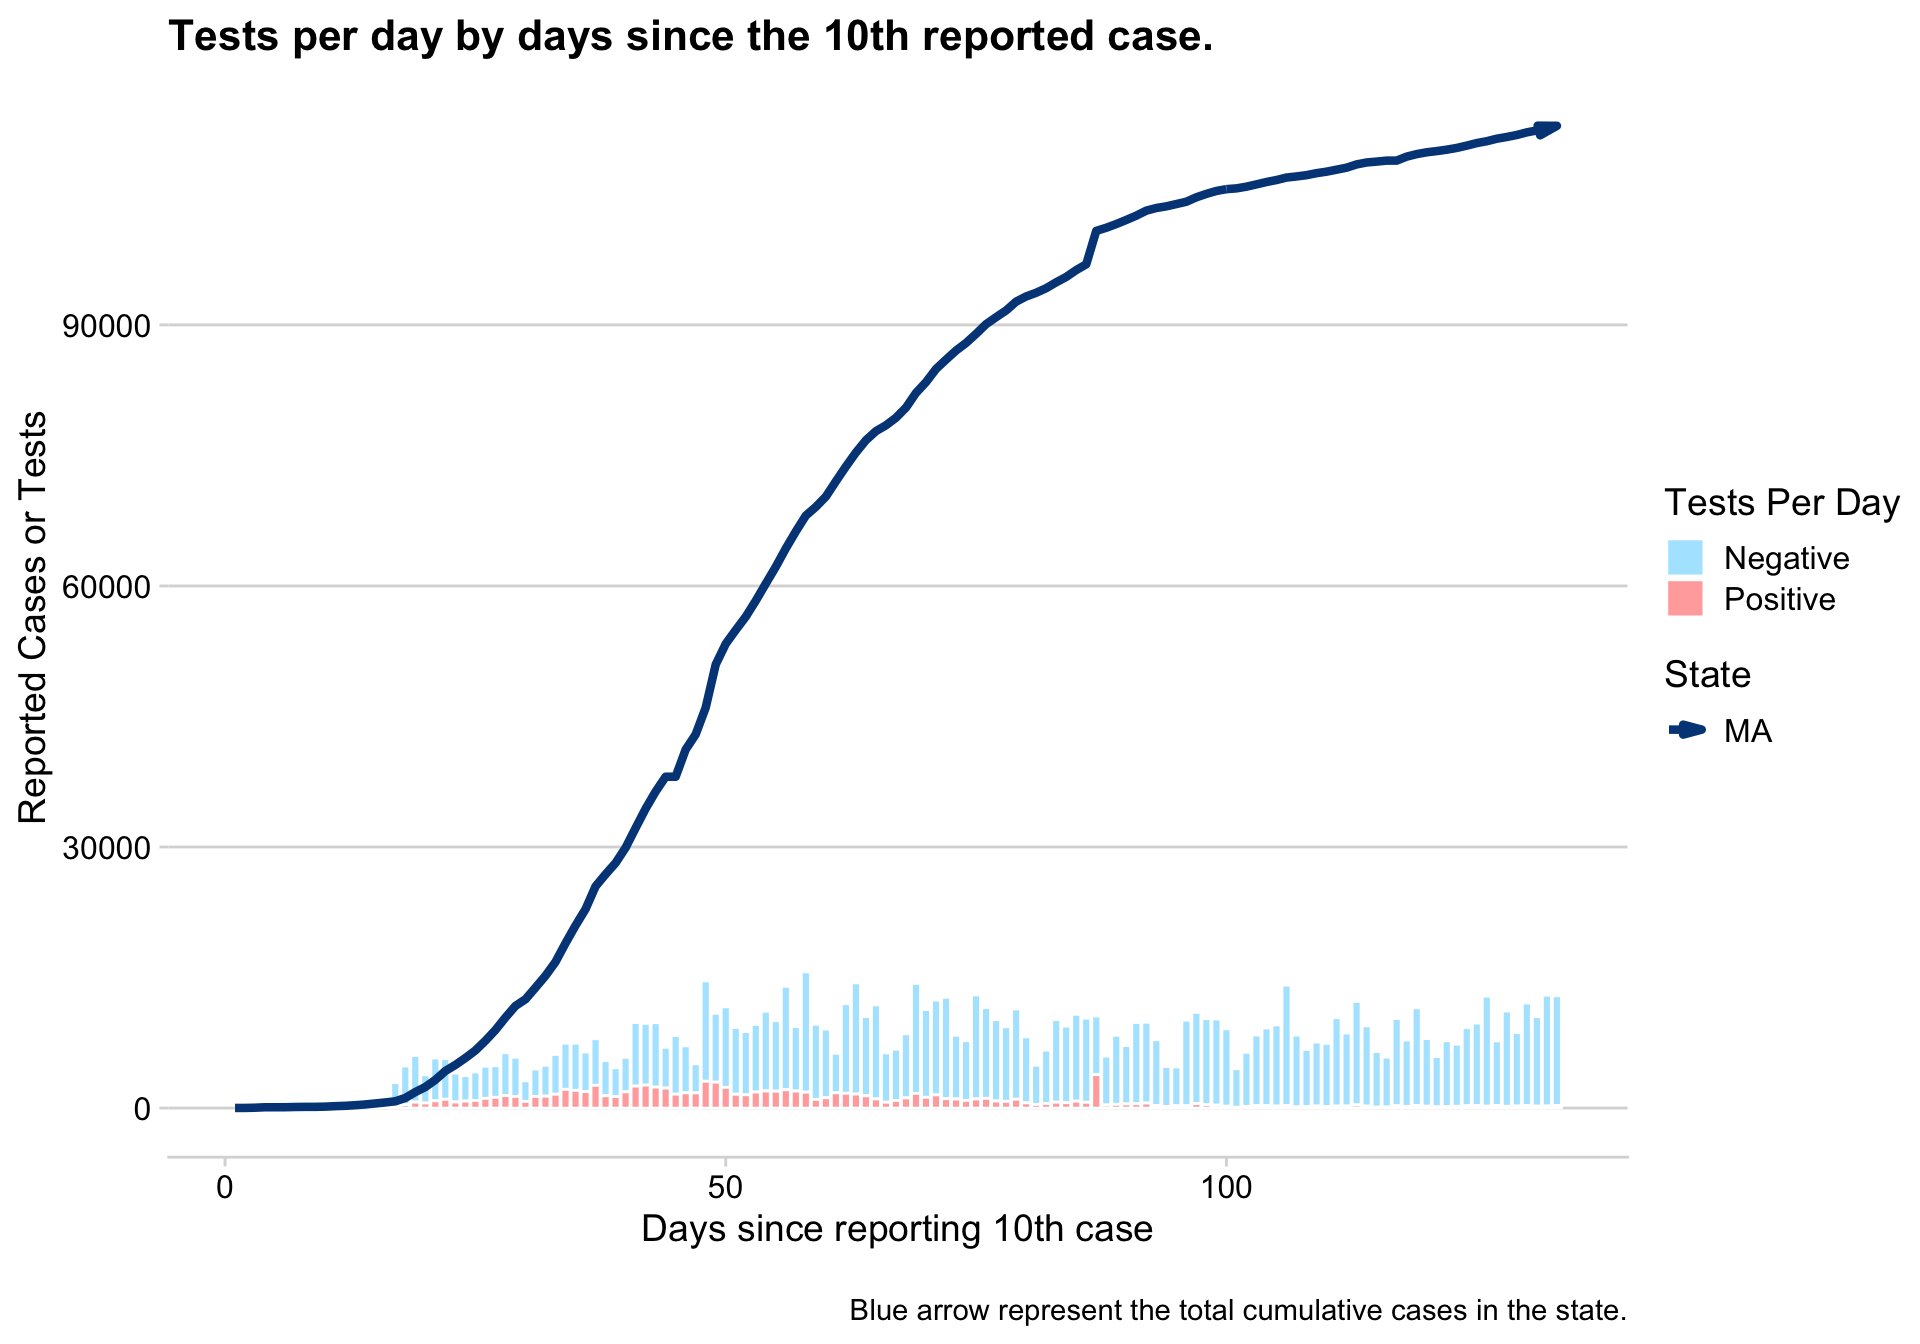 Tests per day by days since the 10th reported case.
Reported Cases or Tests
90000
60000
30000
0
0
50
100
Days since reporting 10th case
Tests Per Day
Negative
Positive
State
MA
Blue arrow represent the total cumulative cases in the state.